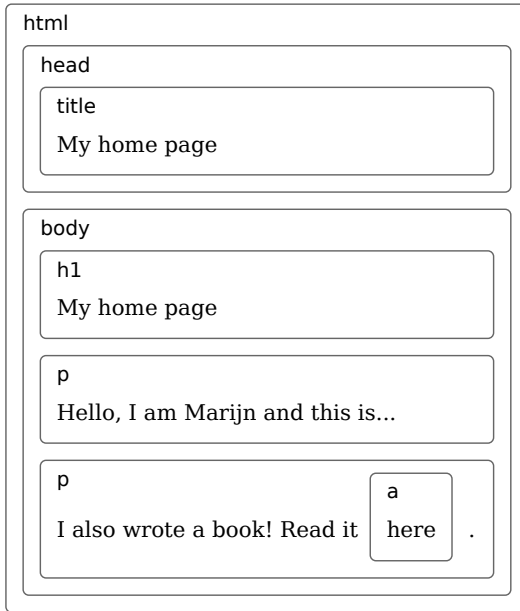 html
head
title
My home page
body
h1
My home page
p
Hello, I am Marijn and this is...
p
a
I also wrote a book! Read it here .